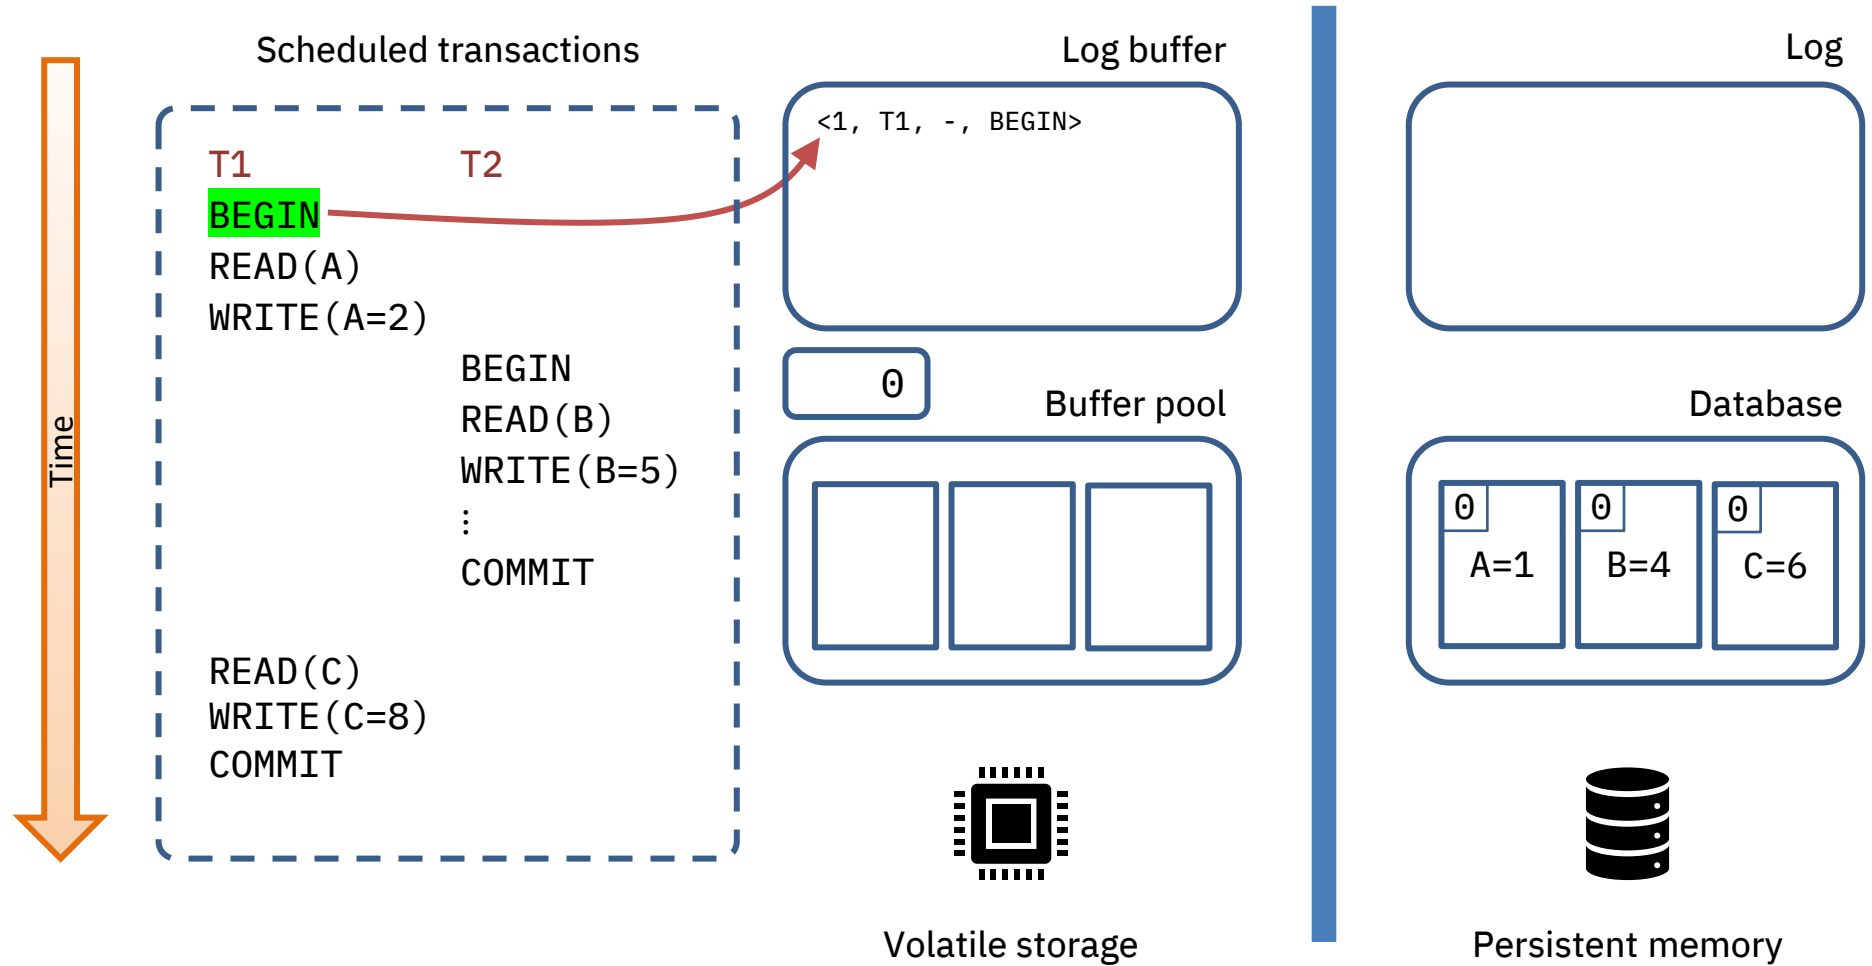 Scheduled transactions
T1 T2
BEGIN
READ(A)
WRITE(A=2)
BEGIN
READ(B)
WRITE(B=5)
⋮
COMMIT
READ(C)
WRITE(C=8)
COMMIT
Time
Log buffer
<1, T1, -, BEGIN>
0
Buffer pool
Volatile storage
Log
Database
0 0 0
A=1 B=4 C=6
Persistent memory